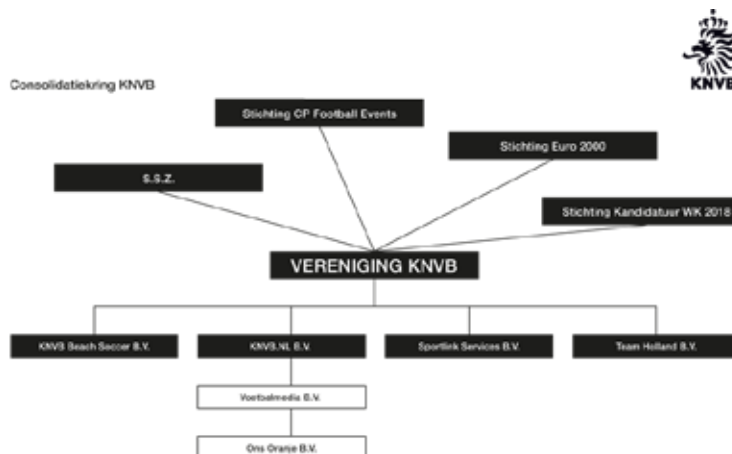 KNVB
Consolidatiekring KNVB
Stichting CP Football Events
Stichting Euro 2000
S.S.Z.
Stichting Kandidatuur WK 2018
VERENIGING KNVB
KNVB Beach Soccer B.V.
KNVB.NL B.V.
Sportlink Services B.V.
Team Holland B.V.
Voetbalmedia B.V.
Ons Oranje B.V.